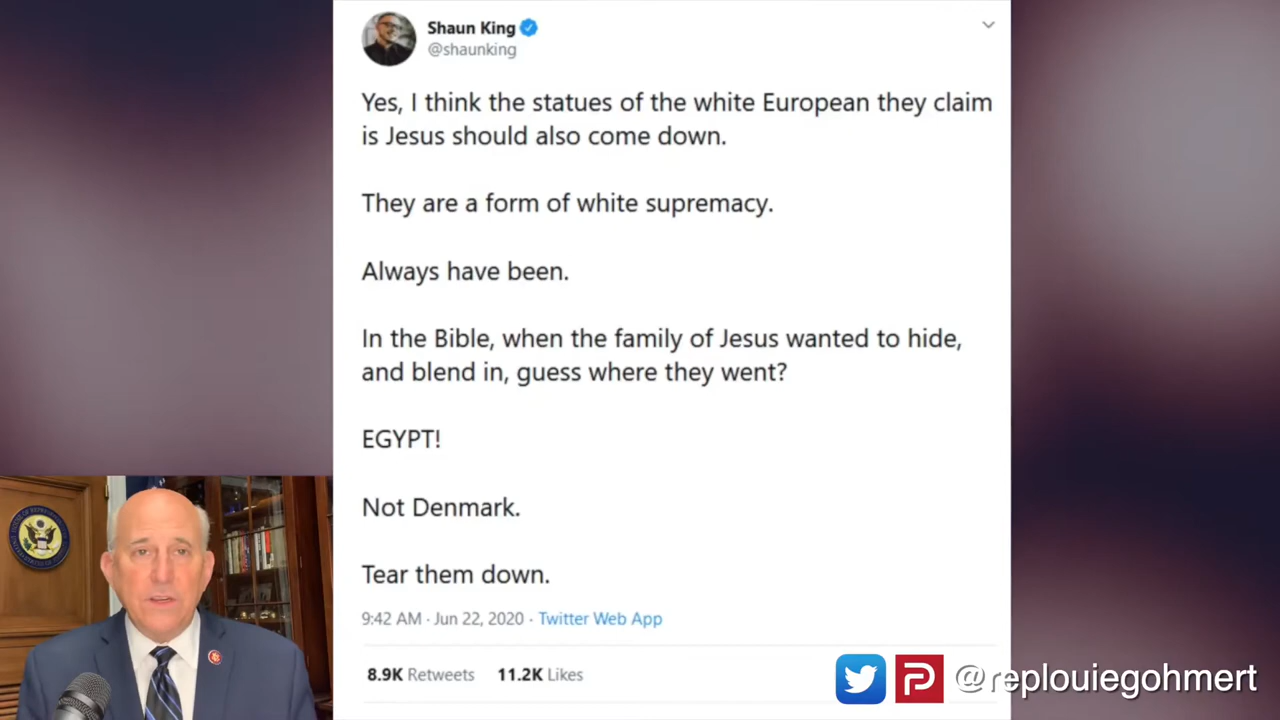 Shaun King
@shaunking
Yes, I think the statues of the white European they claim
is Jesus should also come down.
They are a form of white supremacy.
Always have been.
In the Bible, when the family of Jesus wanted to hide,
and blend in, guess where they went?
EGYPT!
Not Denmark.
Tear them down.
9:42 AM · Jun 22, 2020 · Twitter Web App
8.9K Retweets 11.2K Likes
@replouiegohmert